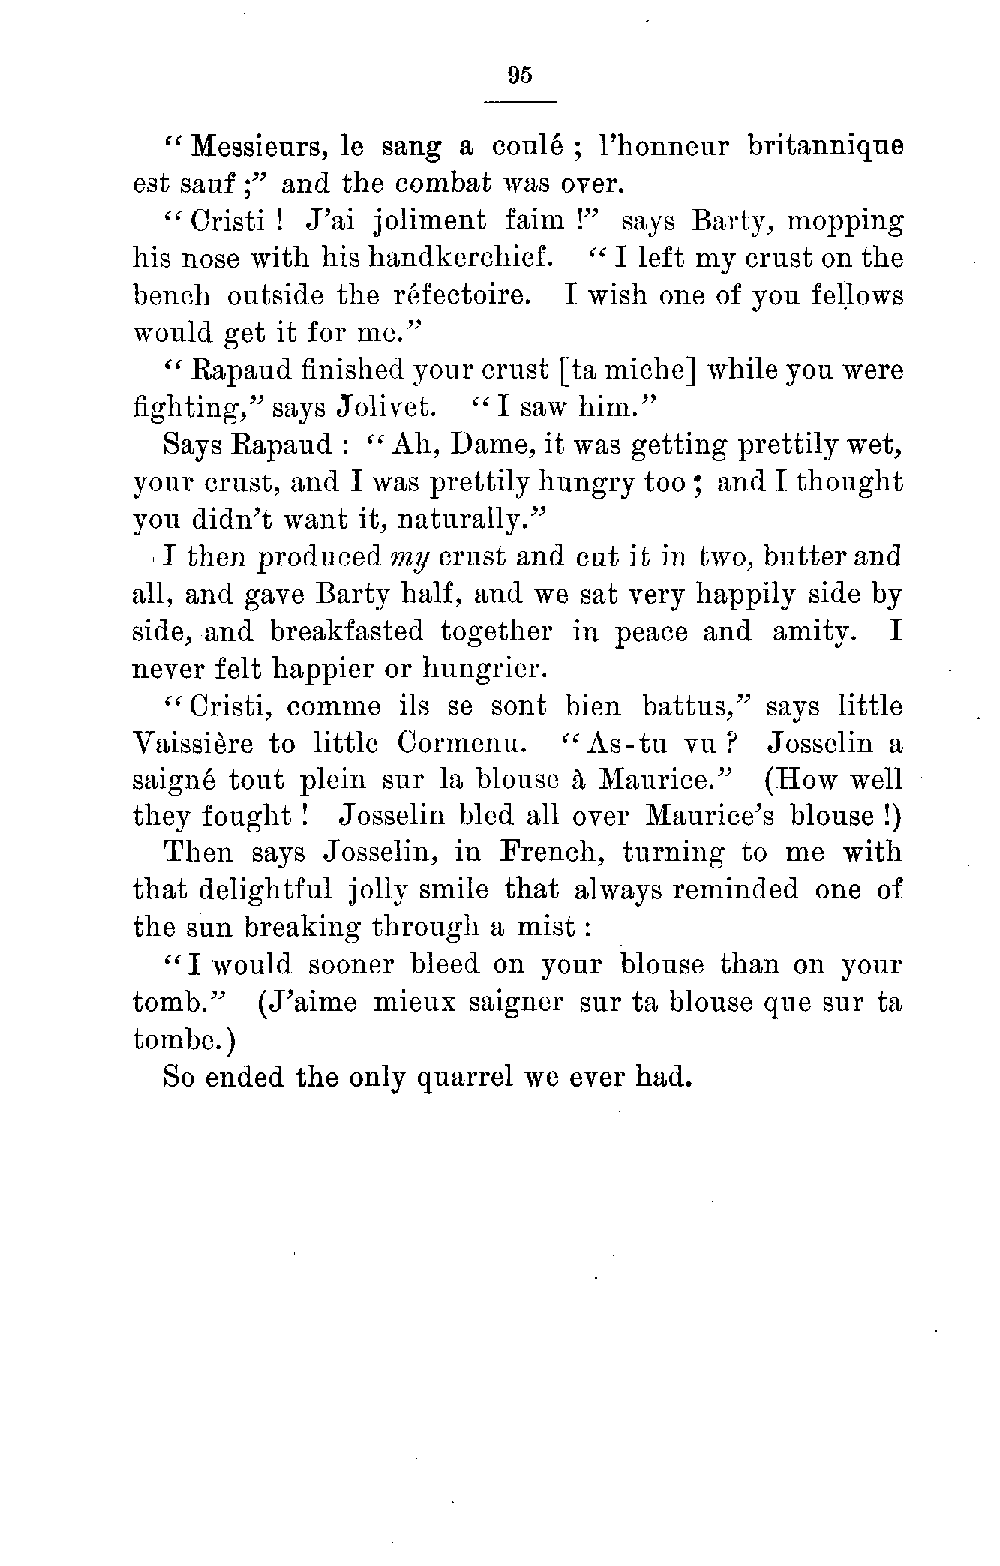 95
“Messieurs, le sang a coulé ; l’honneur britannique
est sauf ;” and the combat was over.
“Cristi ! J’ai joliment faim !” says Barty, mopping
his nose with his handkerchief. “I left my crust on the
bench outside the réfectoire. I wish one of you fellows
would get it for me.”
“Rapaud finished your crust [ta miche] while you were
fighting,” says Jolivet. “I saw him.”
Says Rapaud : “Ah, Dame, it was getting prettily wet,
your crust, and I was prettily hungry too ; and I thought
you didn’t want it, naturally.”
I then produced my crust and cut it in two, butter and
all, and gave Barty half, and we sat very happily side by
side, and breakfasted together in peace and amity. I
never felt happier or hungrier.
“Cristi, comme ils se sont bien battus,” says little
Vaissière to little Cormenu. “As-tu vu ? Josselin a
saigné tout plein sur la blouse à Maurice.” (How well
they fought ! Josselin bled all over Maurice’s blouse !)
Then says Josselin, in French, turning to me with
that delightful jolly smile that always reminded one of
the sun breaking through a mist :
“I would sooner bleed on your blouse than on your
tomb.” (J’aime mieux saigner sur ta blouse que sur ta
tombe.)
So ended the only quarrel we ever had.